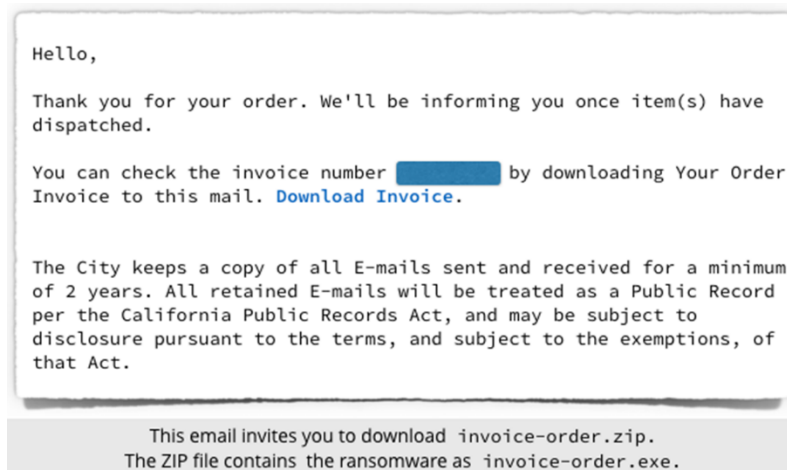 Hello,
Thank you for your order. We'll be informing you once item(s) have
dispatched.
You can check the invoice number by downloading Your Order
Invoice to this mail. Download Invoice.
The City keeps a copy of all E-mails sent and received for a minimum
of 2 years. All retained E-mails will be treated as a Public Record
per the California Public Records Act, and may be subject to
disclosure pursuant to the terms, and subject to the exemptions, of
that Act.
This email invites you to download invoice-order.zip.
The ZIP file contains the ransomware as invoice-order.exe.